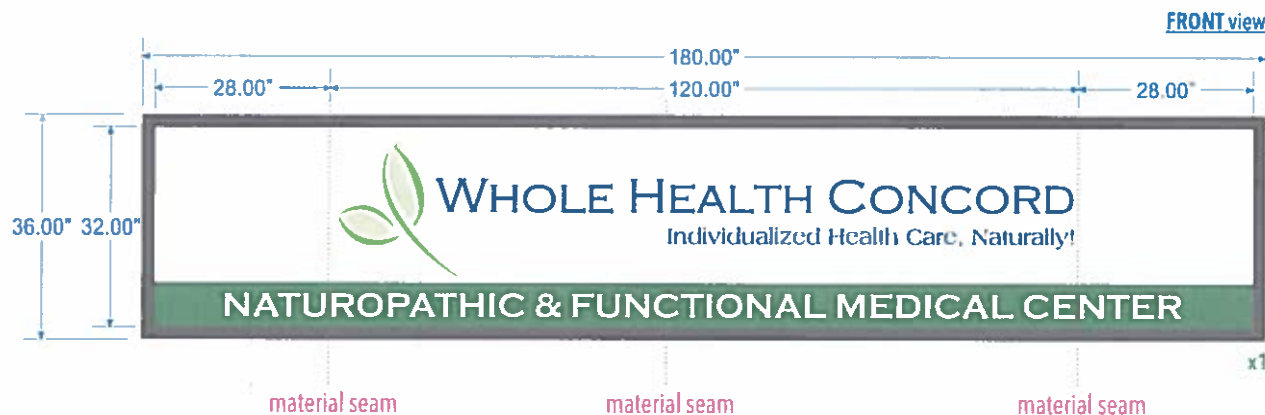 FRONT view
180.00"
28.00" 120.00" 28.00"
36.00" 32.00"
WHOLE HEALTH CONCORD
Individualized Health Care, Naturally!
NATUROPATHIC & FUNCTIONAL MEDICAL CENTER
x1
material seam material seam material seam